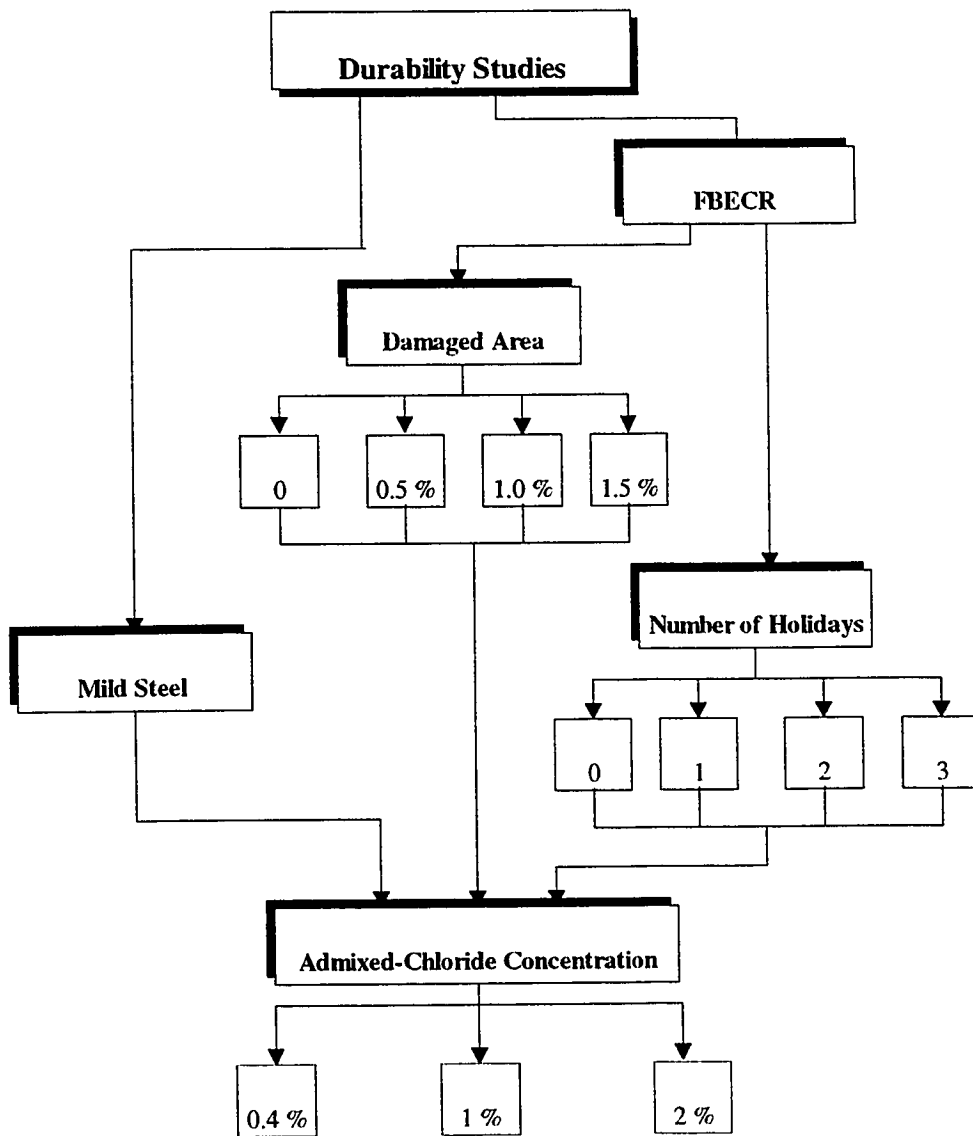 Durability Studies
FBECR
Damaged Area
0
0.5 %
1.0 %
1.5 %
Number of Holidays
Mild Steel
0
1
2
3
Admixed-Chloride Concentration
0.4 %
1 %
2 %